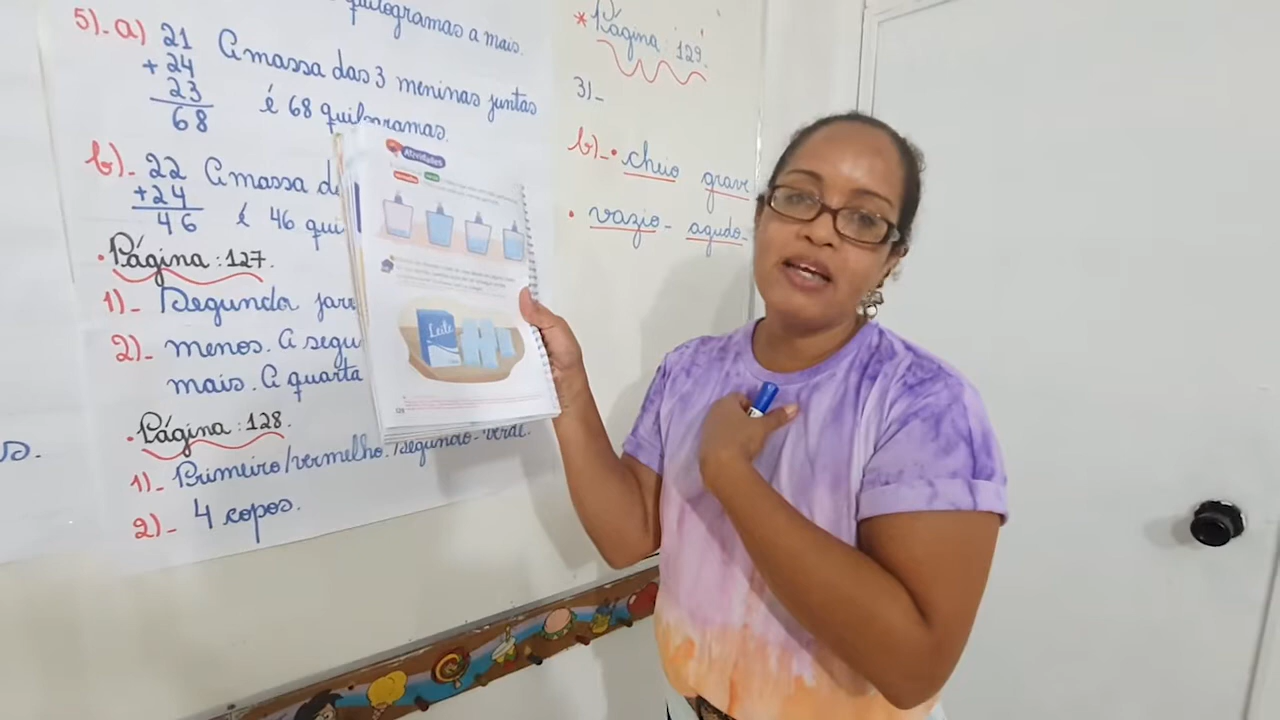 quilogramas a mais.
5)- a) 21
+ 24
23
68
A massa das 3 meninas juntas
é 68 quilogramas.
b)- 22
+24
46
A massa d
é 46 qui
• Página : 127.
1)- Segunda jar
2)- menos. A segu
mais. A quarta
• Página : 128.
1)- Primeiro/vermelho. Segundo-verde.
2)- 4 copos.
s.
* Página : 129.
3)-
b)- • cheio grave
• vazio - agudo-
Atividades
Leite